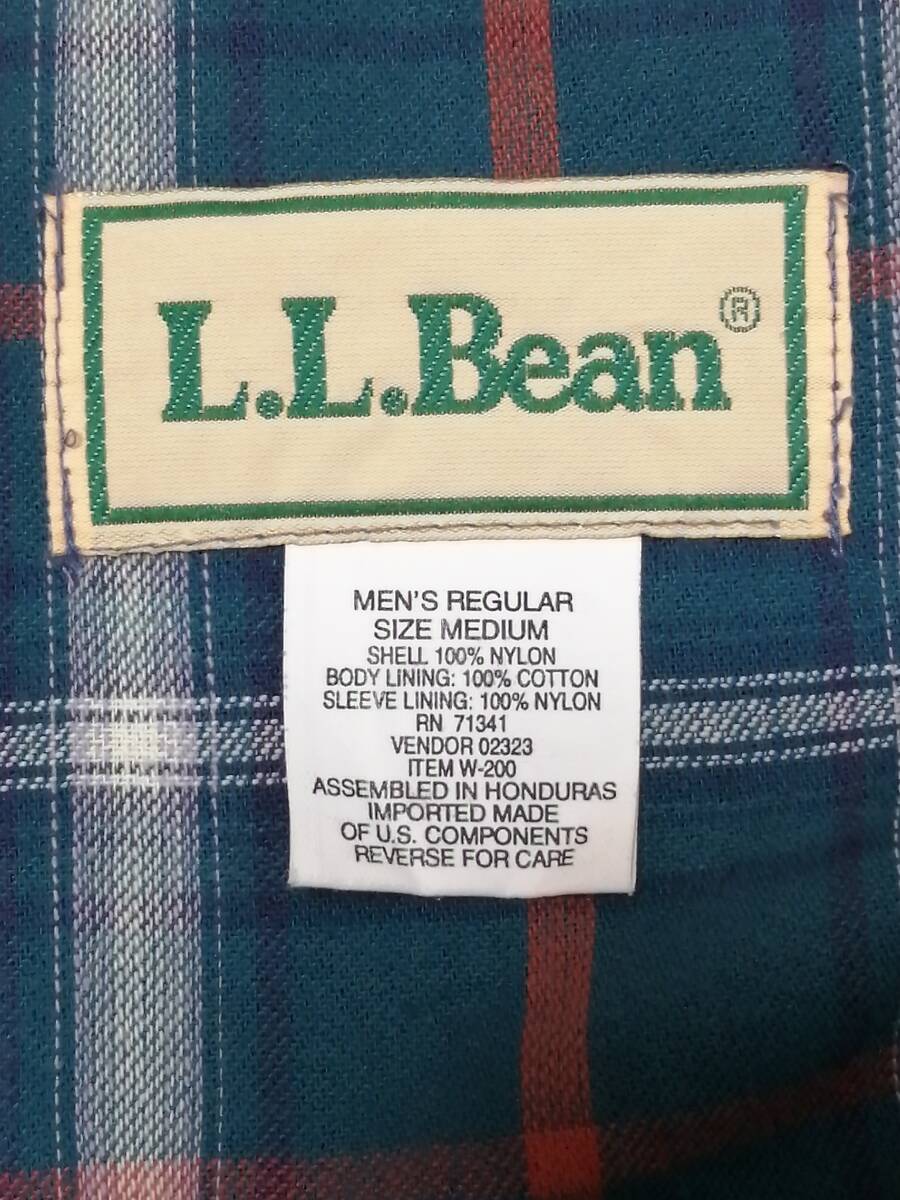 L.L.Bean®
MEN'S REGULAR
SIZE MEDIUM
SHELL 100% NYLON
BODY LINING: 100% COTTON
SLEEVE LINING: 100% NYLON
RN 71341
VENDOR 02323
ITEM W-200
ASSEMBLED IN HONDURAS
IMPORTED MADE
OF U.S. COMPONENTS
REVERSE FOR CARE